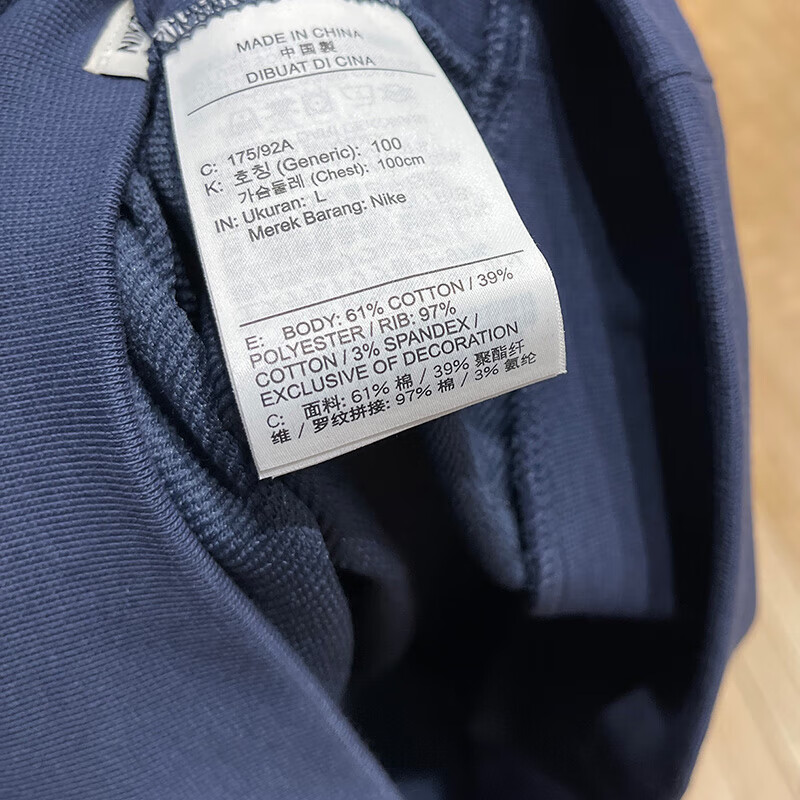 MADE IN CHINA
中国製
DIBUAT DI CINA
C: 175/92A
K: 호칭 (Generic): 100
가슴둘레 (Chest): 100cm
IN: Ukuran: L
Merek Barang: Nike
E: BODY: 61% COTTON / 39%
POLYESTER / RIB: 97%
COTTON / 3% SPANDEX /
EXCLUSIVE OF DECORATION
C: 面料: 61% 棉 / 39% 聚酯纤
维 / 罗纹拼接: 97% 棉 / 3% 氨纶